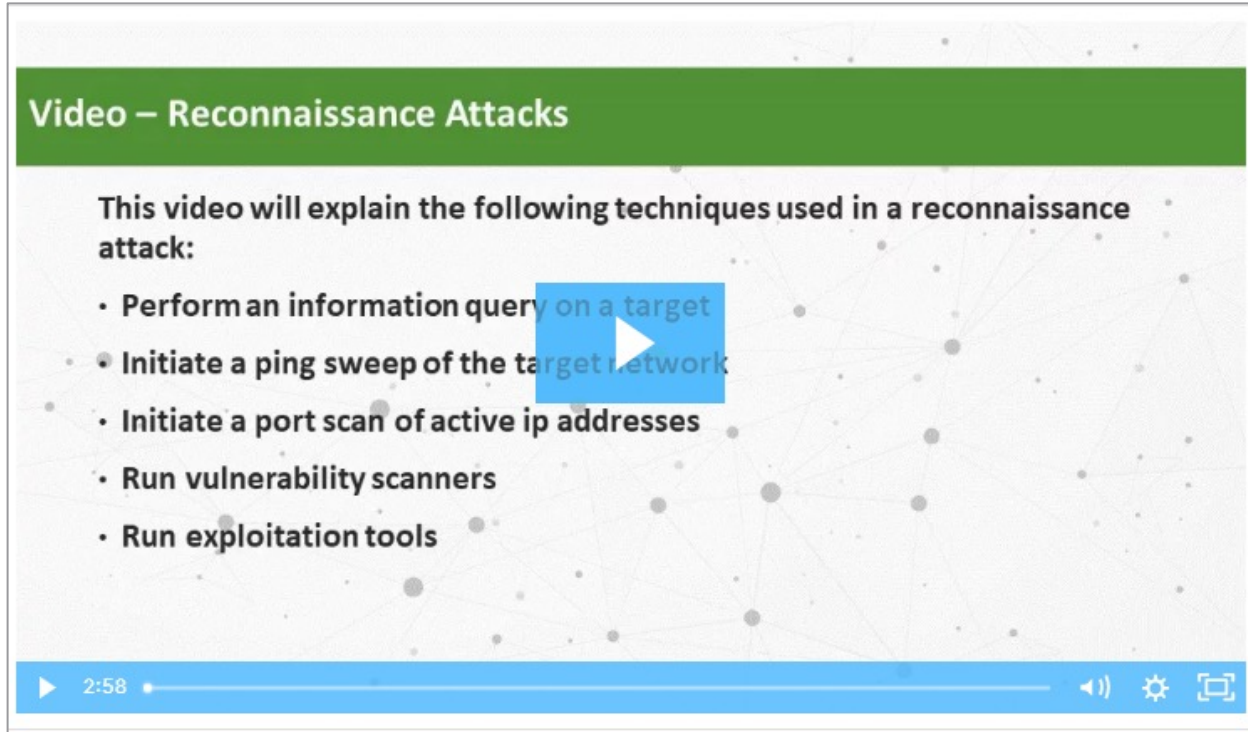 Video – Reconnaissance Attacks
This video will explain the following techniques used in a reconnaissance
attack:
• Perform an information query on a target
• Initiate a ping sweep of the target network
• Initiate a port scan of active ip addresses
• Run vulnerability scanners
• Run exploitation tools
2:58